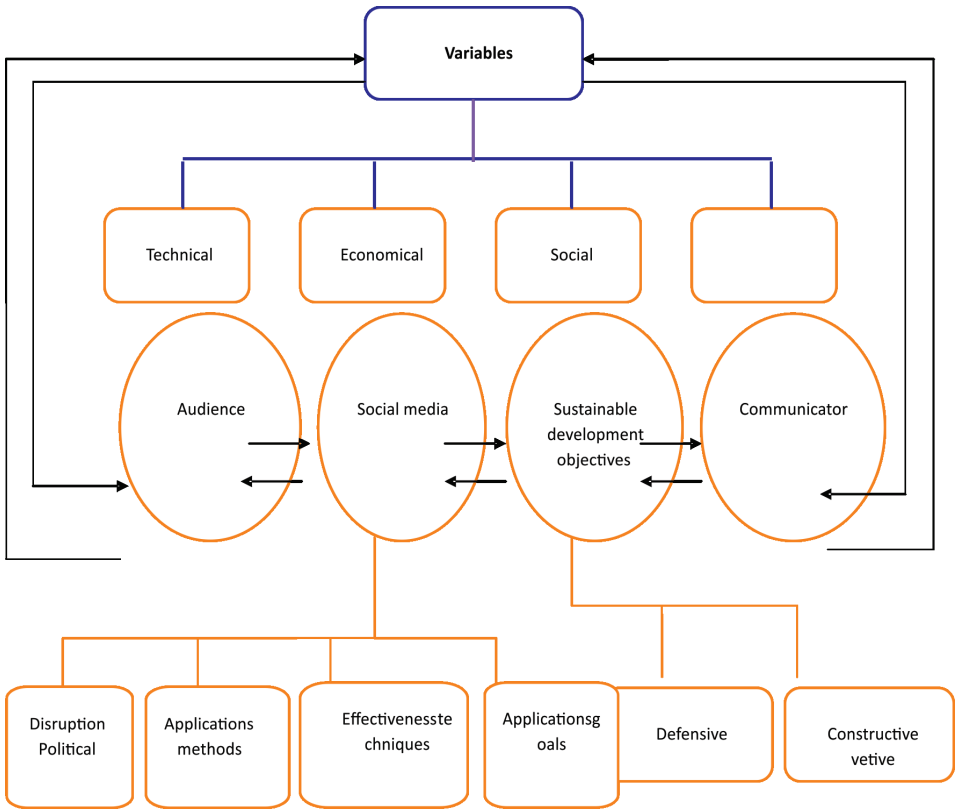 Variables
Technical
Economical
Social
Audience
Social media
Sustainable
development
objectives
Communicator
Disruption
Political
Applications
methods
Effectivenesste
chniques
Applicationsg
oals
Defensive
Constructive
vetive